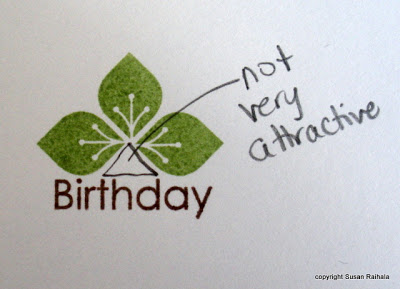 not
very
attractive
Birthday
copyright Susan Raihala